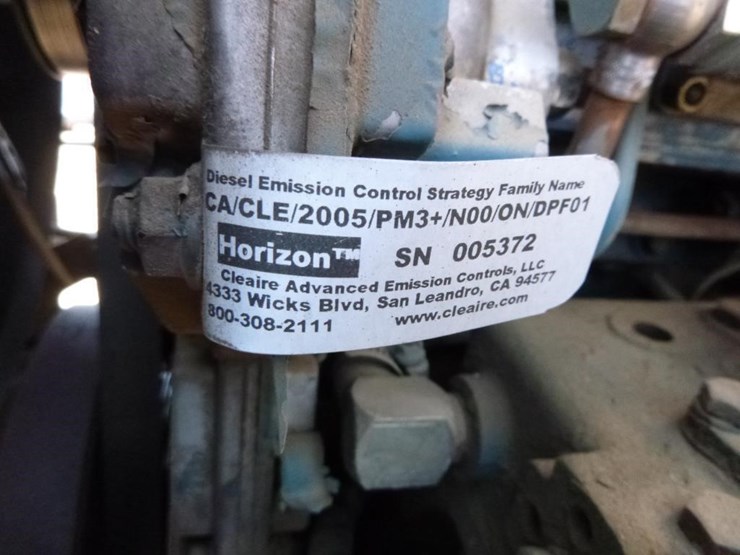 Diesel Emission Control Strategy Family Name
CA/CLE/2005/PM3+/N00/ON/DPF01
Horizon™ SN 005372
Cleaire Advanced Emission Controls, LLC
4333 Wicks Blvd, San Leandro, CA 94577
800-308-2111 www.cleaire.com